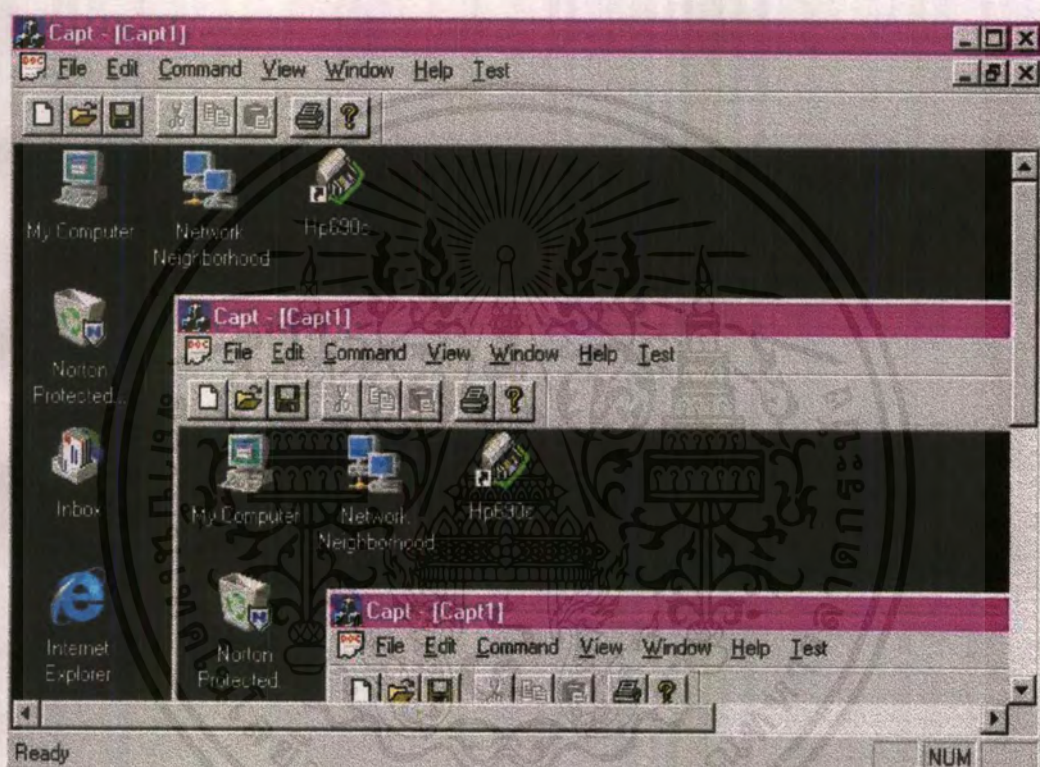 Capt - [Capt1]
File Edit Command View Window Help Test
My Computer
Network
Neighborhood
Hp690c
Norton
Protected...
Inbox
Internet
Explorer
Capt - [Capt1]
File Edit Command View Window Help Test
My Computer
Network
Neighborhood
Hp690c
Norton
Protected
Capt - [Capt1]
File Edit Command View Window Help Test
Ready
NUM